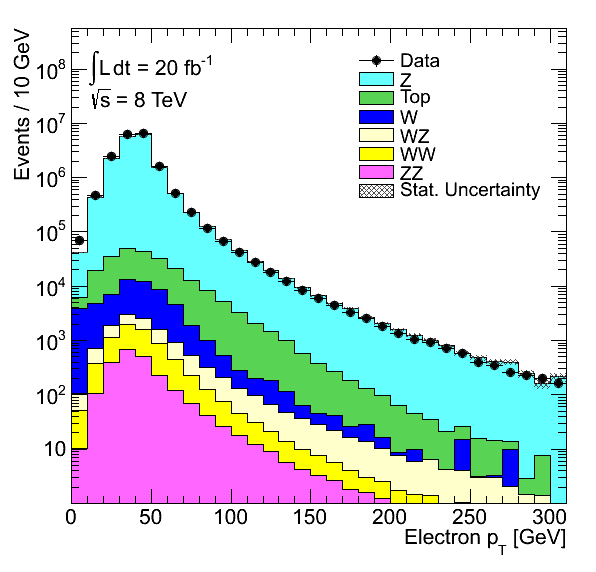 Events / 10 GeV
10⁸
10⁷
10⁶
10⁵
10⁴
10³
10²
10
∫L dt = 20 fb⁻¹
√s = 8 TeV
Data
Z
Top
W
WZ
WW
ZZ
Stat. Uncertainty
0 50 100 150 200 250 300
Electron p_T [GeV]